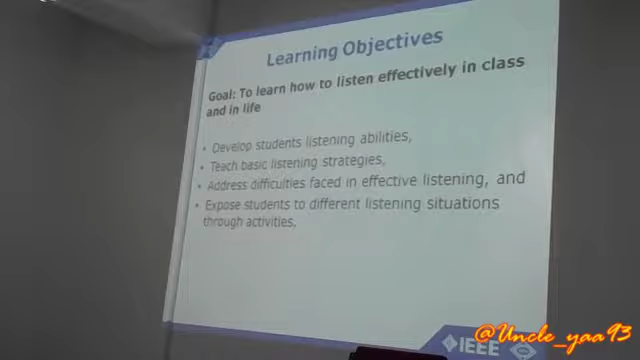 Learning Objectives
Goal: To learn how to listen effectively in class
and in life
• Develop students listening abilities,
• Teach basic listening strategies,
• Address difficulties faced in effective listening, and
• Expose students to different listening situations
through activities.
@Uncle_yaa93
IEEE